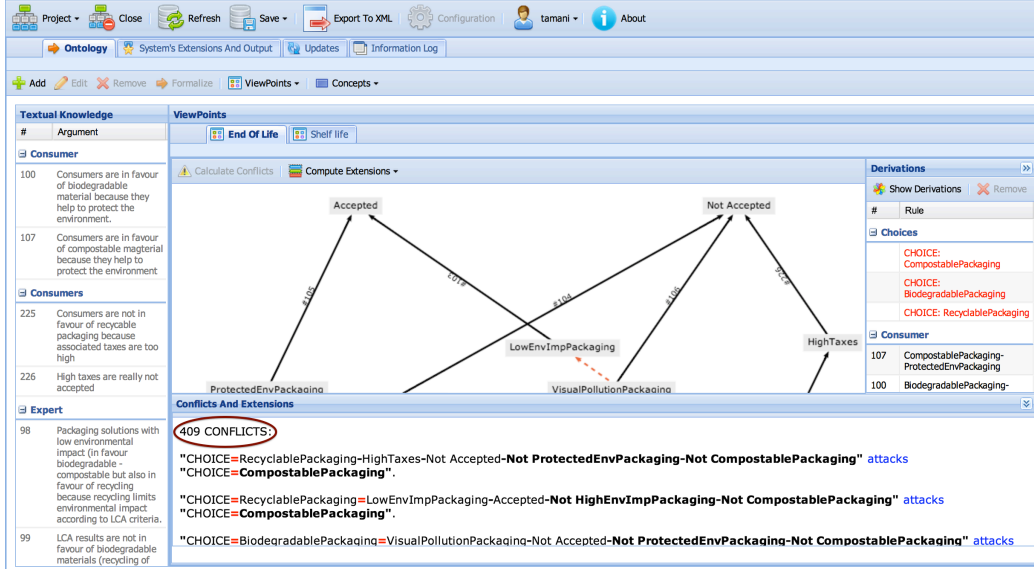 Project
Close
Refresh
Save
Export To XML
Configuration
tamani
About
Ontology
System's Extensions And Output
Updates
Information Log
Add
Edit
Remove
Formalize
ViewPoints
Concepts
Textual Knowledge
# Argument
Consumer
100 Consumers are in favour
of biodegradable
material because they
help to protect the
environment.
107 Consumers are in favour
of compostable magterial
because they help to
protect the environment
Consumers
225 Consumers are not in
favour of recycable
packaging because
associated taxes are too
high
226 High taxes are really not
accepted
Expert
98 Packaging solutions with
low environmental
impact (in favour
biodegradable -
compostable but also in
favour of recycling
because recycling limits
environmental impact
according to LCA criteria.
99 LCA results are not in
favour of biodegradable
materials (recycling of
ViewPoints
End Of Life
Shelf life
Calculate Conflicts
Compute Extensions
Accepted
Not Accepted
#105
#103
#104
#106
#226
LowEnvImpPackaging
HighTaxes
ProtectedEnvPackaging
VisualPollutionPackaging
Derivations
Show Derivations
Remove
# Rule
Choices
CHOICE:
CompostablePackaging
CHOICE:
BiodegradablePackaging
CHOICE: RecyclablePackaging
Consumer
107 CompostablePackaging-
ProtectedEnvPackaging
100 BiodegradablePackaging-
Conflicts And Extensions
409 CONFLICTS:
"CHOICE=RecyclablePackaging-HighTaxes-Not Accepted-Not ProtectedEnvPackaging-Not CompostablePackaging" attacks
"CHOICE=CompostablePackaging".
"CHOICE=RecyclablePackaging=LowEnvImpPackaging-Accepted-Not HighEnvImpPackaging-Not CompostablePackaging" attacks
"CHOICE=CompostablePackaging".
"CHOICE=BiodegradablePackaging=VisualPollutionPackaging-Not Accepted-Not ProtectedEnvPackaging-Not CompostablePackaging" attacks